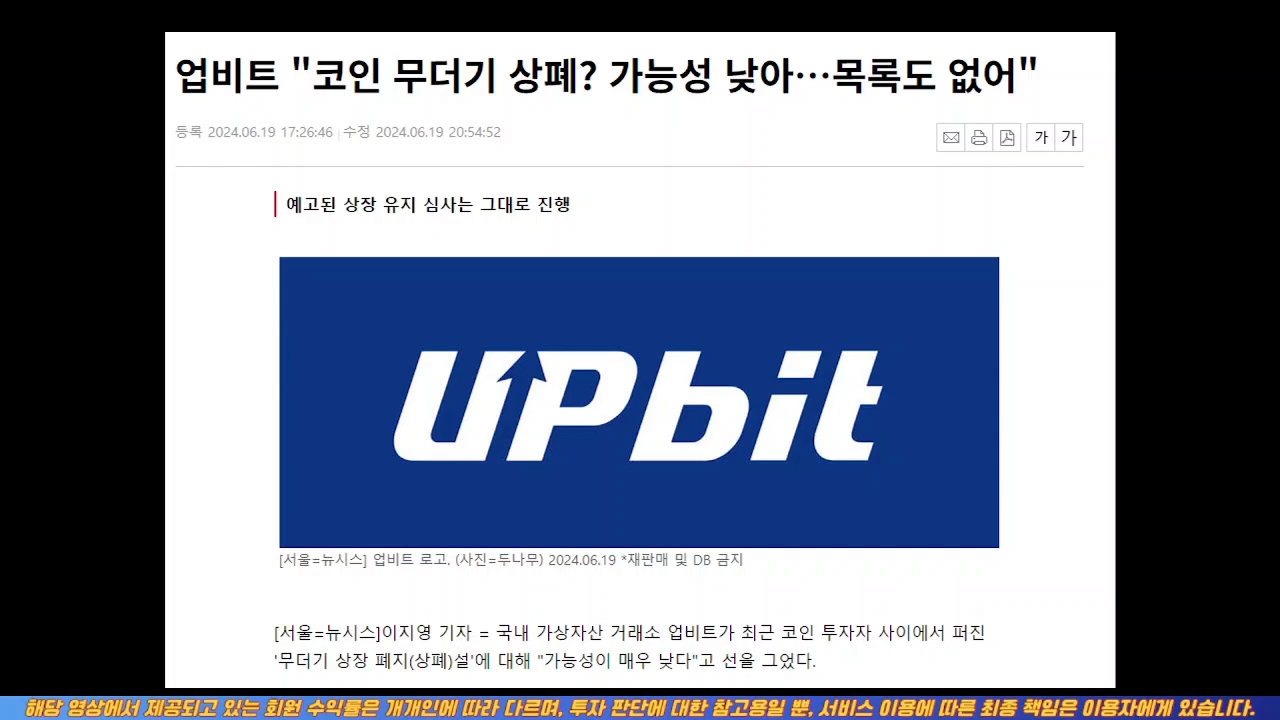 업비트 "코인 무더기 상폐? 가능성 낮아…목록도 없어"
등록 2024.06.19 17:26:46 | 수정 2024.06.19 20:54:52
가 가
예고된 상장 유지 심사는 그대로 진행
UPbit
[서울=뉴시스] 업비트 로고. (사진=두나무) 2024.06.19 *재판매 및 DB 금지
[서울=뉴시스]이지영 기자 = 국내 가상자산 거래소 업비트가 최근 코인 투자자 사이에서 퍼진
'무더기 상장 폐지(상폐)설'에 대해 "가능성이 매우 낮다"고 선을 그었다.
해당 영상에서 제공되고 있는 회원 수익률은 개개인에 따라 다르며, 투자 판단에 대한 참고용일 뿐, 서비스 이용에 따른 최종 책임은 이용자에게 있습니다.